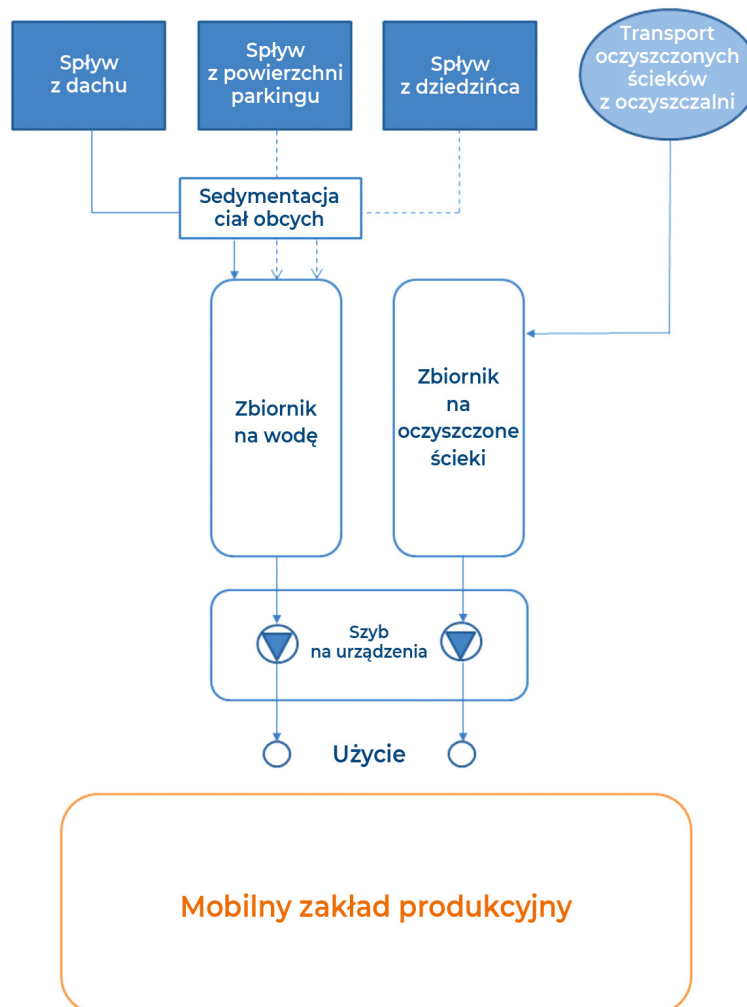 Spływ
z dachu
Spływ
z powierzchni
parkingu
Spływ
z dziedzińca
Transport
oczyszczonych
ścieków
z oczyszczalni
Sedymentacja
ciał obcych
Zbiornik
na wodę
Zbiornik
na
oczyszczone
ścieki
Szyb
na urządzenia
Użycie
Mobilny zakład produkcyjny